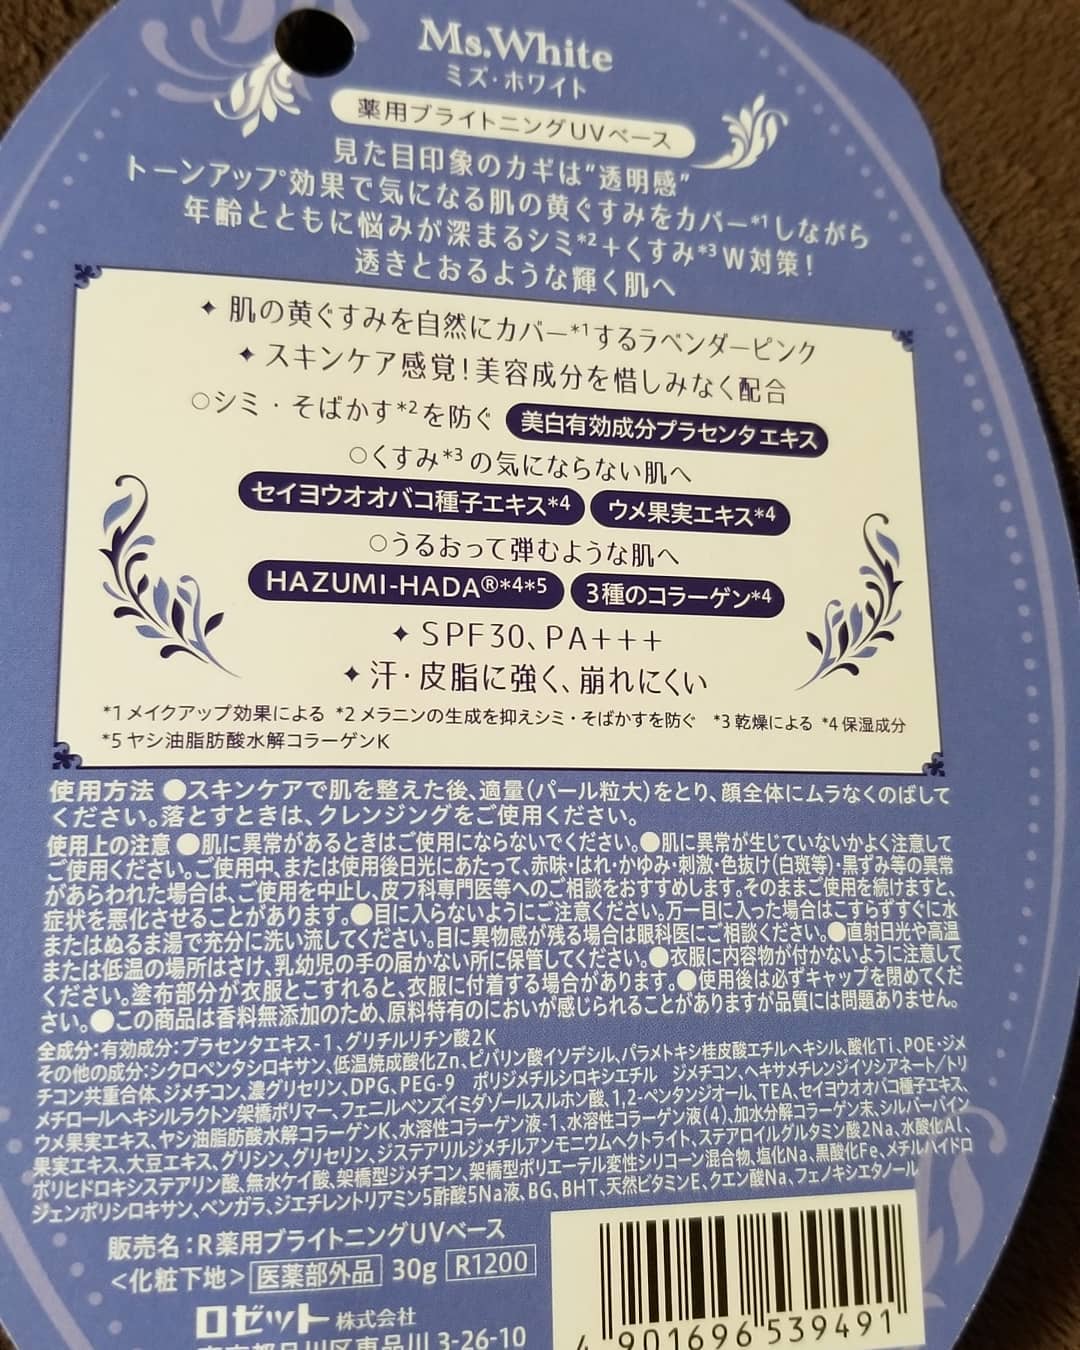 Ms.White
ミズ・ホワイト
薬用ブライトニングUVベース
見た目印象のカギは"透明感"
トーンアップ効果で気になる肌の黄ぐすみをカバー*1しながら
年齢とともに悩みが深まるシミ*2+くすみ*3W対策!
透きとおるような輝く肌へ
✦ 肌の黄ぐすみを自然にカバー*1するラベンダーピンク
✦ スキンケア感覚!美容成分を惜しみなく配合
○シミ・そばかす*2を防ぐ 美白有効成分プラセンタエキス
○くすみ*3の気にならない肌へ
セイヨウオオバコ種子エキス*4 ウメ果実エキス*4
○うるおって弾むような肌へ
HAZUMI-HADA®*4*5 3種のコラーゲン*4
✦ SPF30、PA+++
✦ 汗・皮脂に強く、崩れにくい
*1メイクアップ効果による *2メラニンの生成を抑えシミ・そばかすを防ぐ *3乾燥による *4保湿成分
*5ヤシ油脂肪酸水解コラーゲンK
使用方法 ●スキンケアで肌を整えた後、適量(パール粒大)をとり、顔全体にムラなくのばして
ください。落とすときは、クレンジングをご使用ください。
使用上の注意 ●肌に異常があるときはご使用にならないでください。●肌に異常が生じていないかよく注意して
ご使用ください。ご使用中、または使用後日光にあたって、赤味・はれ・かゆみ・刺激・色抜け(白斑等)・黒ずみ等の異常
があらわれた場合は、ご使用を中止し、皮フ科専門医等へのご相談をおすすめします。そのままご使用を続けますと、
症状を悪化させることがあります。●目に入らないようにご注意ください。万一目に入った場合はこすらずすぐに水
またはぬるま湯で充分に洗い流してください。目に異物感が残る場合は眼科医にご相談ください。●直射日光や高温
または低温の場所はさけ、乳幼児の手の届かない所に保管してください。●衣服に内容物が付かないように注意して
ください。塗布部分が衣服とこすれると、衣服に付着する場合があります。●使用後は必ずキャップを閉めてくだ
さい。●この商品は香料無添加のため、原料特有のにおいが感じられることがありますが品質には問題ありません。
全成分:有効成分:プラセンタエキス-1、グリチルリチン酸2K
その他の成分:シクロペンタシロキサン、低温焼成酸化Zn、ピバリン酸イソデシル、パラメトキシ桂皮酸エチルヘキシル、酸化Ti、POE・ジメ
チコン共重合体、ジメチコン、濃グリセリン、DPG、PEG-9 ポリジメチルシロキシエチル ジメチコン、ヘキサメチレンジイソシアネート/トリ
メチロールヘキシルラクトン架橋ポリマー、フェニルベンズイミダゾールスルホン酸、1,2-ペンタンジオール、TEA、セイヨウオオバコ種子エキス、
ウメ果実エキス、ヤシ油脂肪酸水解コラーゲンK、水溶性コラーゲン液-1、水溶性コラーゲン液(4)、加水分解コラーゲン末、シルバーバイン
果実エキス、大豆エキス、グリシン、グリセリン、ジステアリルジメチルアンモニウムヘクトライト、ステアロイルグルタミン酸2Na、水酸化Al、
ポリヒドロキシステアリン酸、無水ケイ酸、架橋型ジメチコン、架橋型ポリエーテル変性シリコーン混合物、塩化Na、黒酸化Fe、メチルハイドロ
ジェンポリシロキサン、ベンガラ、ジエチレントリアミン5酢酸5Na液、BG、BHT、天然ビタミンE、クエン酸Na、フェノキシエタノール
販売名:R薬用ブライトニングUVベース
<化粧下地> 医薬部外品 30g R1200
ロゼット株式会社
東京都品川区東品川 3-26-10
4 901696 539491